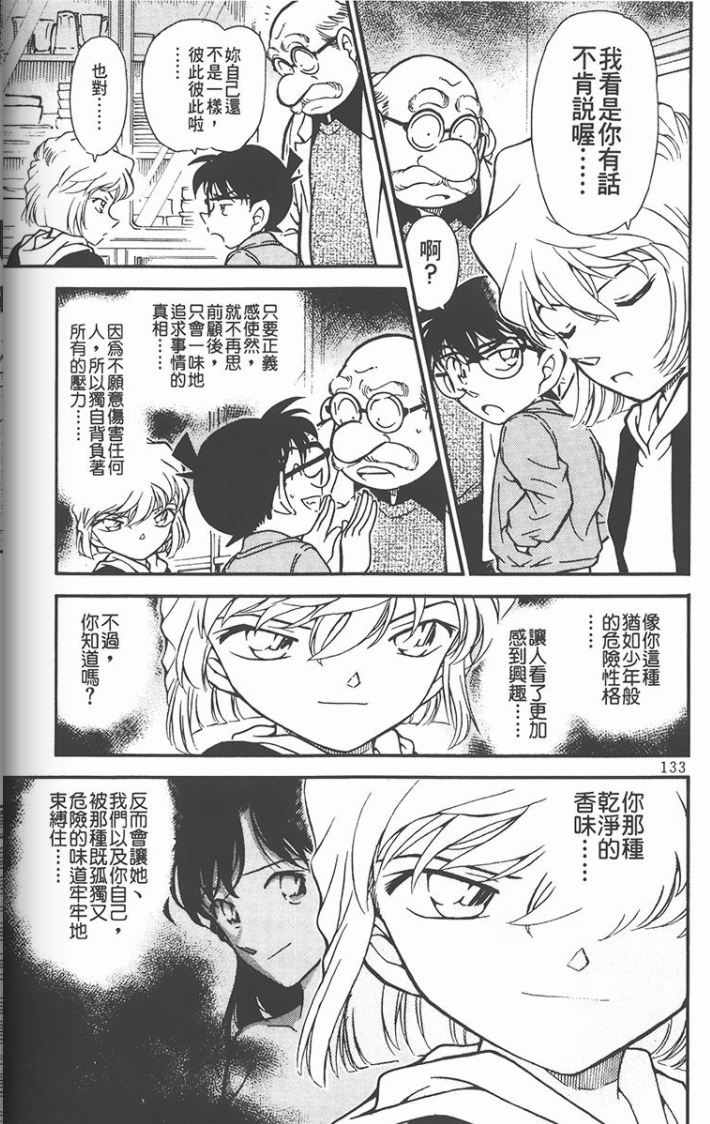 我看是你有話
不肯説喔……
啊？
妳自己還
不是一樣，
彼此彼此啦
……
也對……
只要正義
感使然，
就不再思
前顧後，
只會一味地
追求事情的
真相……
因為不願意傷害任何
人，所以獨自背負著
所有的壓力……
像你這種
猶如少年般
的危險性格
……
讓人看了更加
感到興趣……
不過，
你知道嗎？
133
你那種
乾淨的
香味……
反而會讓她、
我們以及你自己，
被那種既孤獨又
危險的味道牢牢地
束縛住……